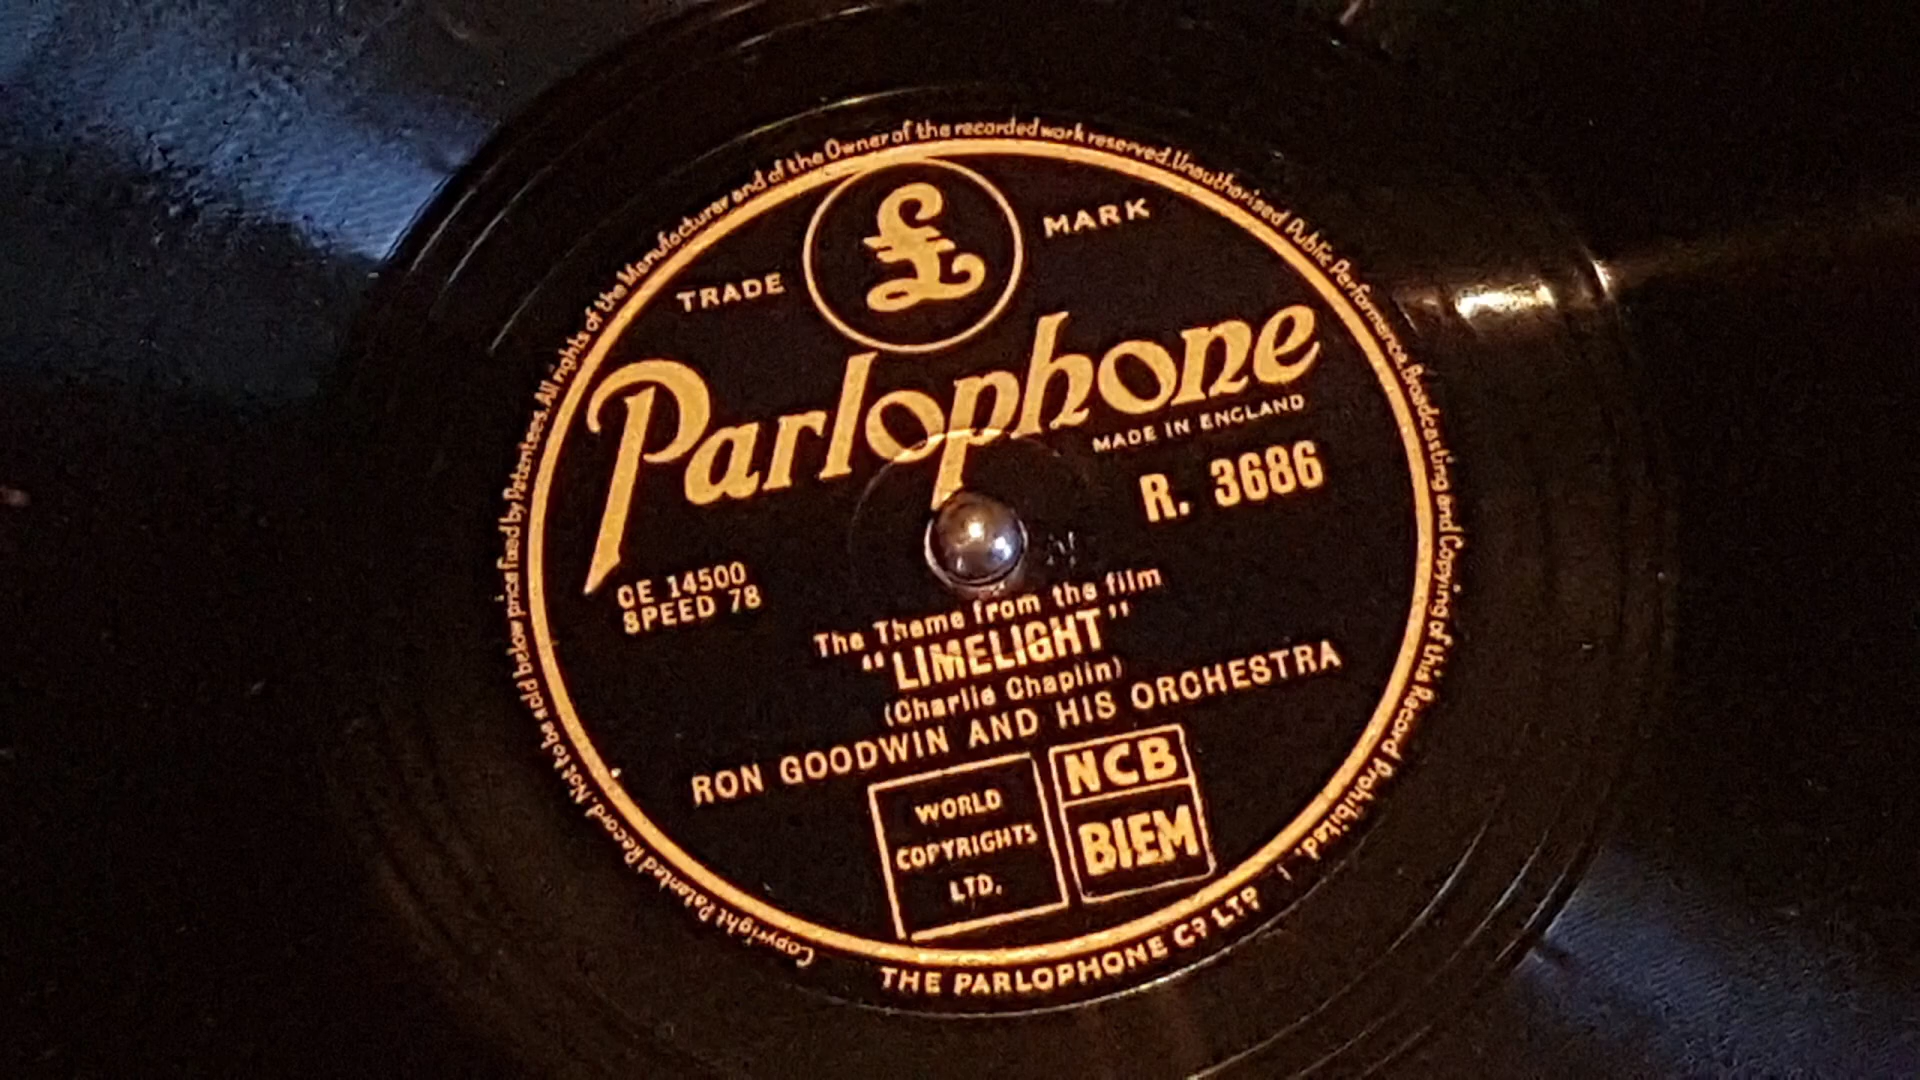 TRADE MARK
£
Parlophone
MADE IN ENGLAND
R. 3686
CE 14500
SPEED 78
The Theme from the film
"LIMELIGHT"
(Charlie Chaplin)
RON GOODWIN AND HIS ORCHESTRA
WORLD
COPYRIGHTS
LTD.
NCB
BIEM
THE PARLOPHONE CO LTD
Copyright Patented Record. Not to be sold below price fixed by Patentees. All rights of the Manufacturer and of the Owner of the recorded work reserved. Unauthorised Public Performance, Broadcasting and Copying of this Record Prohibited.